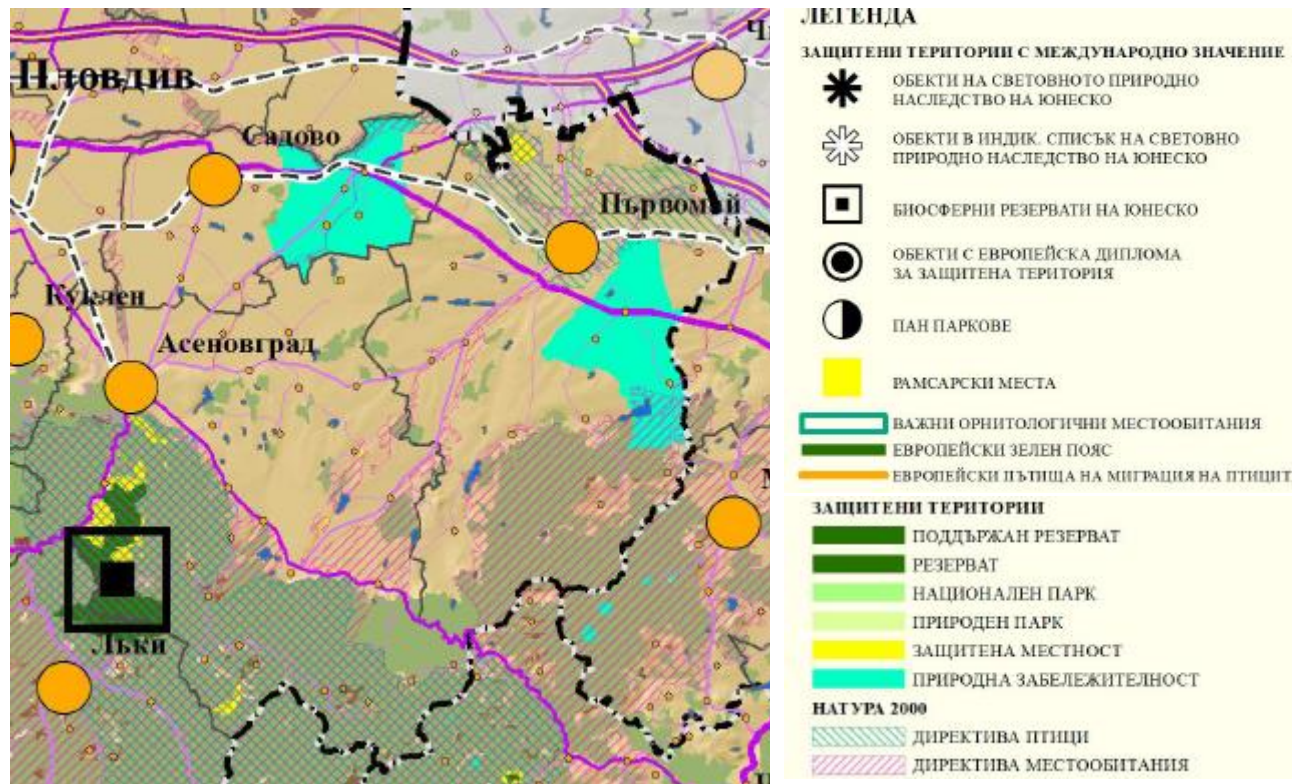 Пловдив
Садово
Първомай
Куклен
Асеновград
Лъки
ЛЕГЕНДА
ЗАЩИТЕНИ ТЕРИТОРИИ С МЕЖДУНАРОДНО ЗНАЧЕНИЕ
ОБЕКТИ НА СВЕТОВНОТО ПРИРОДНО
НАСЛЕДСТВО НА ЮНЕСКО
ОБЕКТИ В ИНДИК. СПИСЪК НА СВЕТОВНО
ПРИРОДНО НАСЛЕДСТВО НА ЮНЕСКО
БИОСФЕРНИ РЕЗЕРВАТИ НА ЮНЕСКО
ОБЕКТИ С ЕВРОПЕЙСКА ДИПЛОМА
ЗА ЗАЩИТЕНА ТЕРИТОРИЯ
ПАН ПАРКОВЕ
РАМСАРСКИ МЕСТА
ВАЖНИ ОРНИТОЛОГИЧНИ МЕСТООБИТАНИЯ
ЕВРОПЕЙСКИ ЗЕЛЕН ПОЯС
ЕВРОПЕЙСКИ ПЪТИЩА НА МИГРАЦИЯ НА ПТИЦИТ
ЗАЩИТЕНИ ТЕРИТОРИИ
ПОДДЪРЖАН РЕЗЕРВАТ
РЕЗЕРВАТ
НАЦИОНАЛЕН ПАРК
ПРИРОДЕН ПАРК
ЗАЩИТЕНА МЕСТНОСТ
ПРИРОДНА ЗАБЕЛЕЖИТЕЛНОСТ
НАТУРА 2000
ДИРЕКТИВА ПТИЦИ
ДИРЕКТИВА МЕСТООБИТАНИЯ